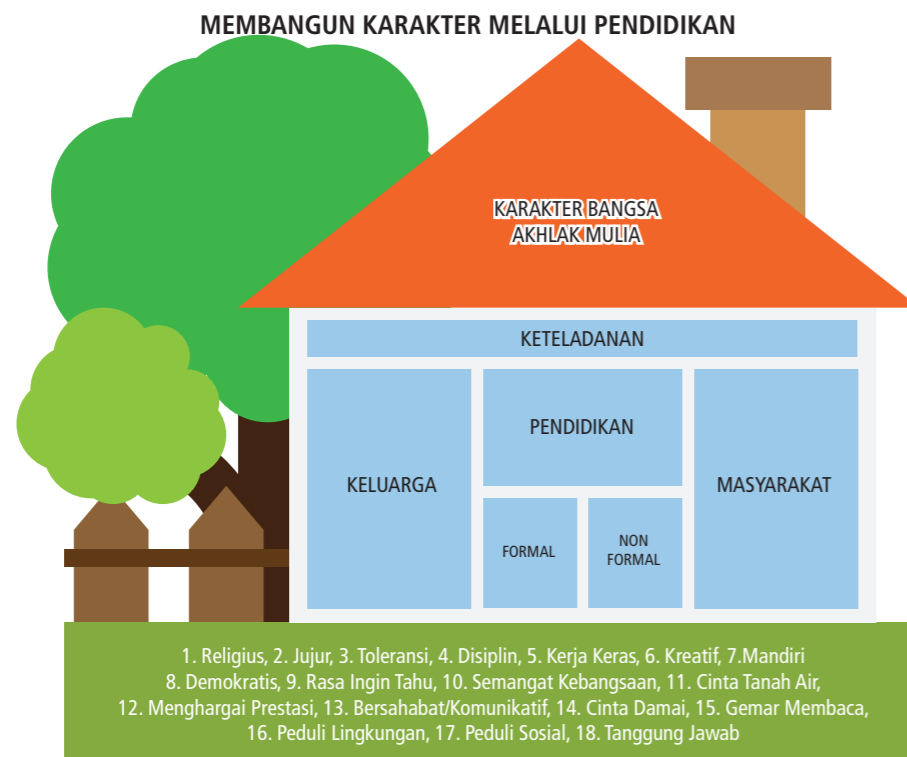 MEMBANGUN KARAKTER MELALUI PENDIDIKAN
KARAKTER BANGSA
AKHLAK MULIA
KETELADANAN
KELUARGA
PENDIDIKAN
FORMAL
NON
FORMAL
MASYARAKAT
1. Religius, 2. Jujur, 3. Toleransi, 4. Disiplin, 5. Kerja Keras, 6. Kreatif, 7.Mandiri
8. Demokratis, 9. Rasa Ingin Tahu, 10. Semangat Kebangsaan, 11. Cinta Tanah Air,
12. Menghargai Prestasi, 13. Bersahabat/Komunikatif, 14. Cinta Damai, 15. Gemar Membaca,
16. Peduli Lingkungan, 17. Peduli Sosial, 18. Tanggung Jawab